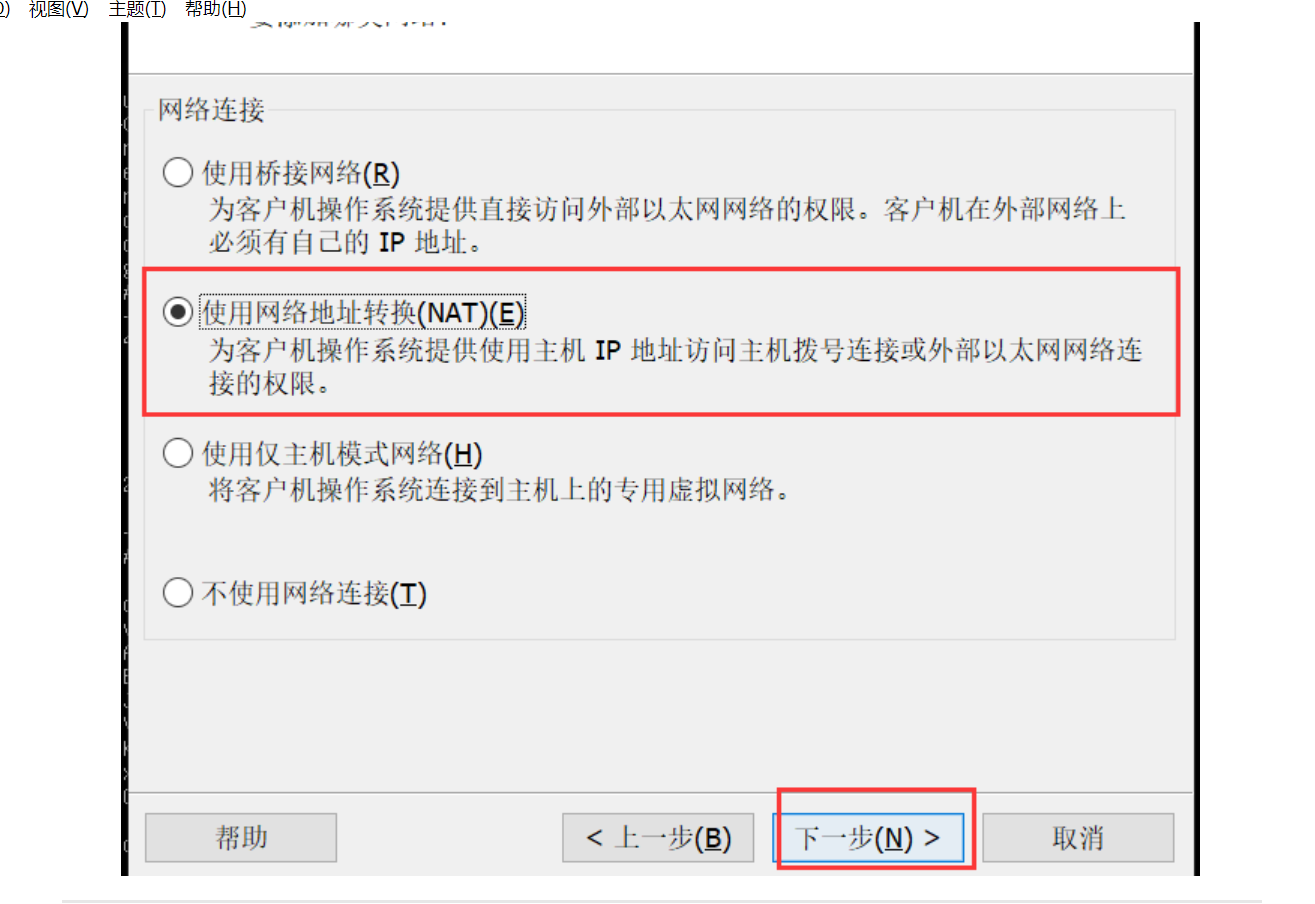 视图(V) 主题(T) 帮助(H)
网络连接
使用桥接网络(R)
为客户机操作系统提供直接访问外部以太网网络的权限。客户机在外部网络上
必须有自己的 IP 地址。
使用网络地址转换(NAT)(E)
为客户机操作系统提供使用主机 IP 地址访问主机拨号连接或外部以太网网络连
接的权限。
使用仅主机模式网络(H)
将客户机操作系统连接到主机上的专用虚拟网络。
不使用网络连接(T)
帮助
< 上一步(B)
下一步(N) >
取消